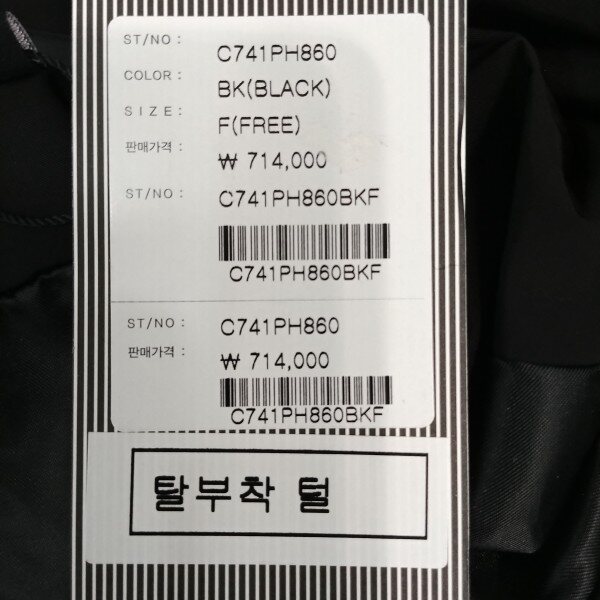 ST/NO : C741PH860
COLOR : BK(BLACK)
SIZE : F(FREE)
판매가격 : ₩ 714,000
ST/NO : C741PH860BKF
C741PH860BKF
ST/NO : C741PH860
판매가격 : ₩ 714,000
C741PH860BKF
탈부착 털